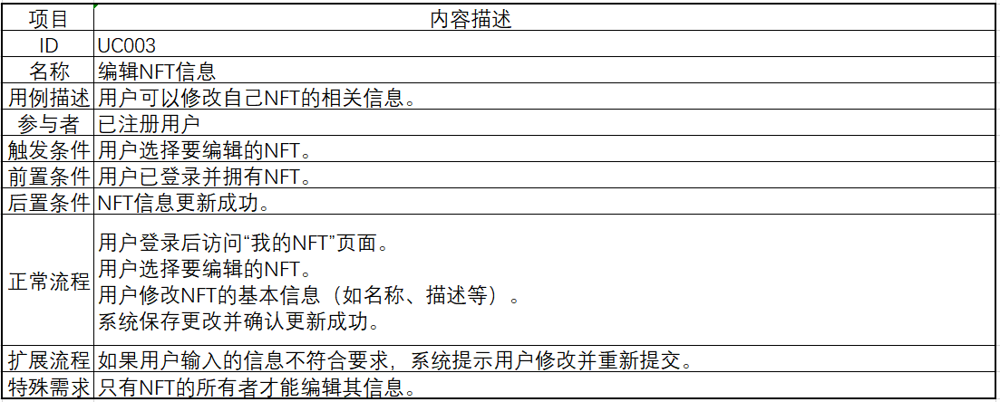 项目 内容描述
ID UC003
名称 编辑NFT信息
用例描述 用户可以修改自己NFT的相关信息。
参与者 已注册用户
触发条件 用户选择要编辑的NFT。
前置条件 用户已登录并拥有NFT。
后置条件 NFT信息更新成功。
正常流程 用户登录后访问“我的NFT”页面。
用户选择要编辑的NFT。
用户修改NFT的基本信息（如名称、描述等）。
系统保存更改并确认更新成功。
扩展流程 如果用户输入的信息不符合要求，系统提示用户修改并重新提交。
特殊需求 只有NFT的所有者才能编辑其信息。